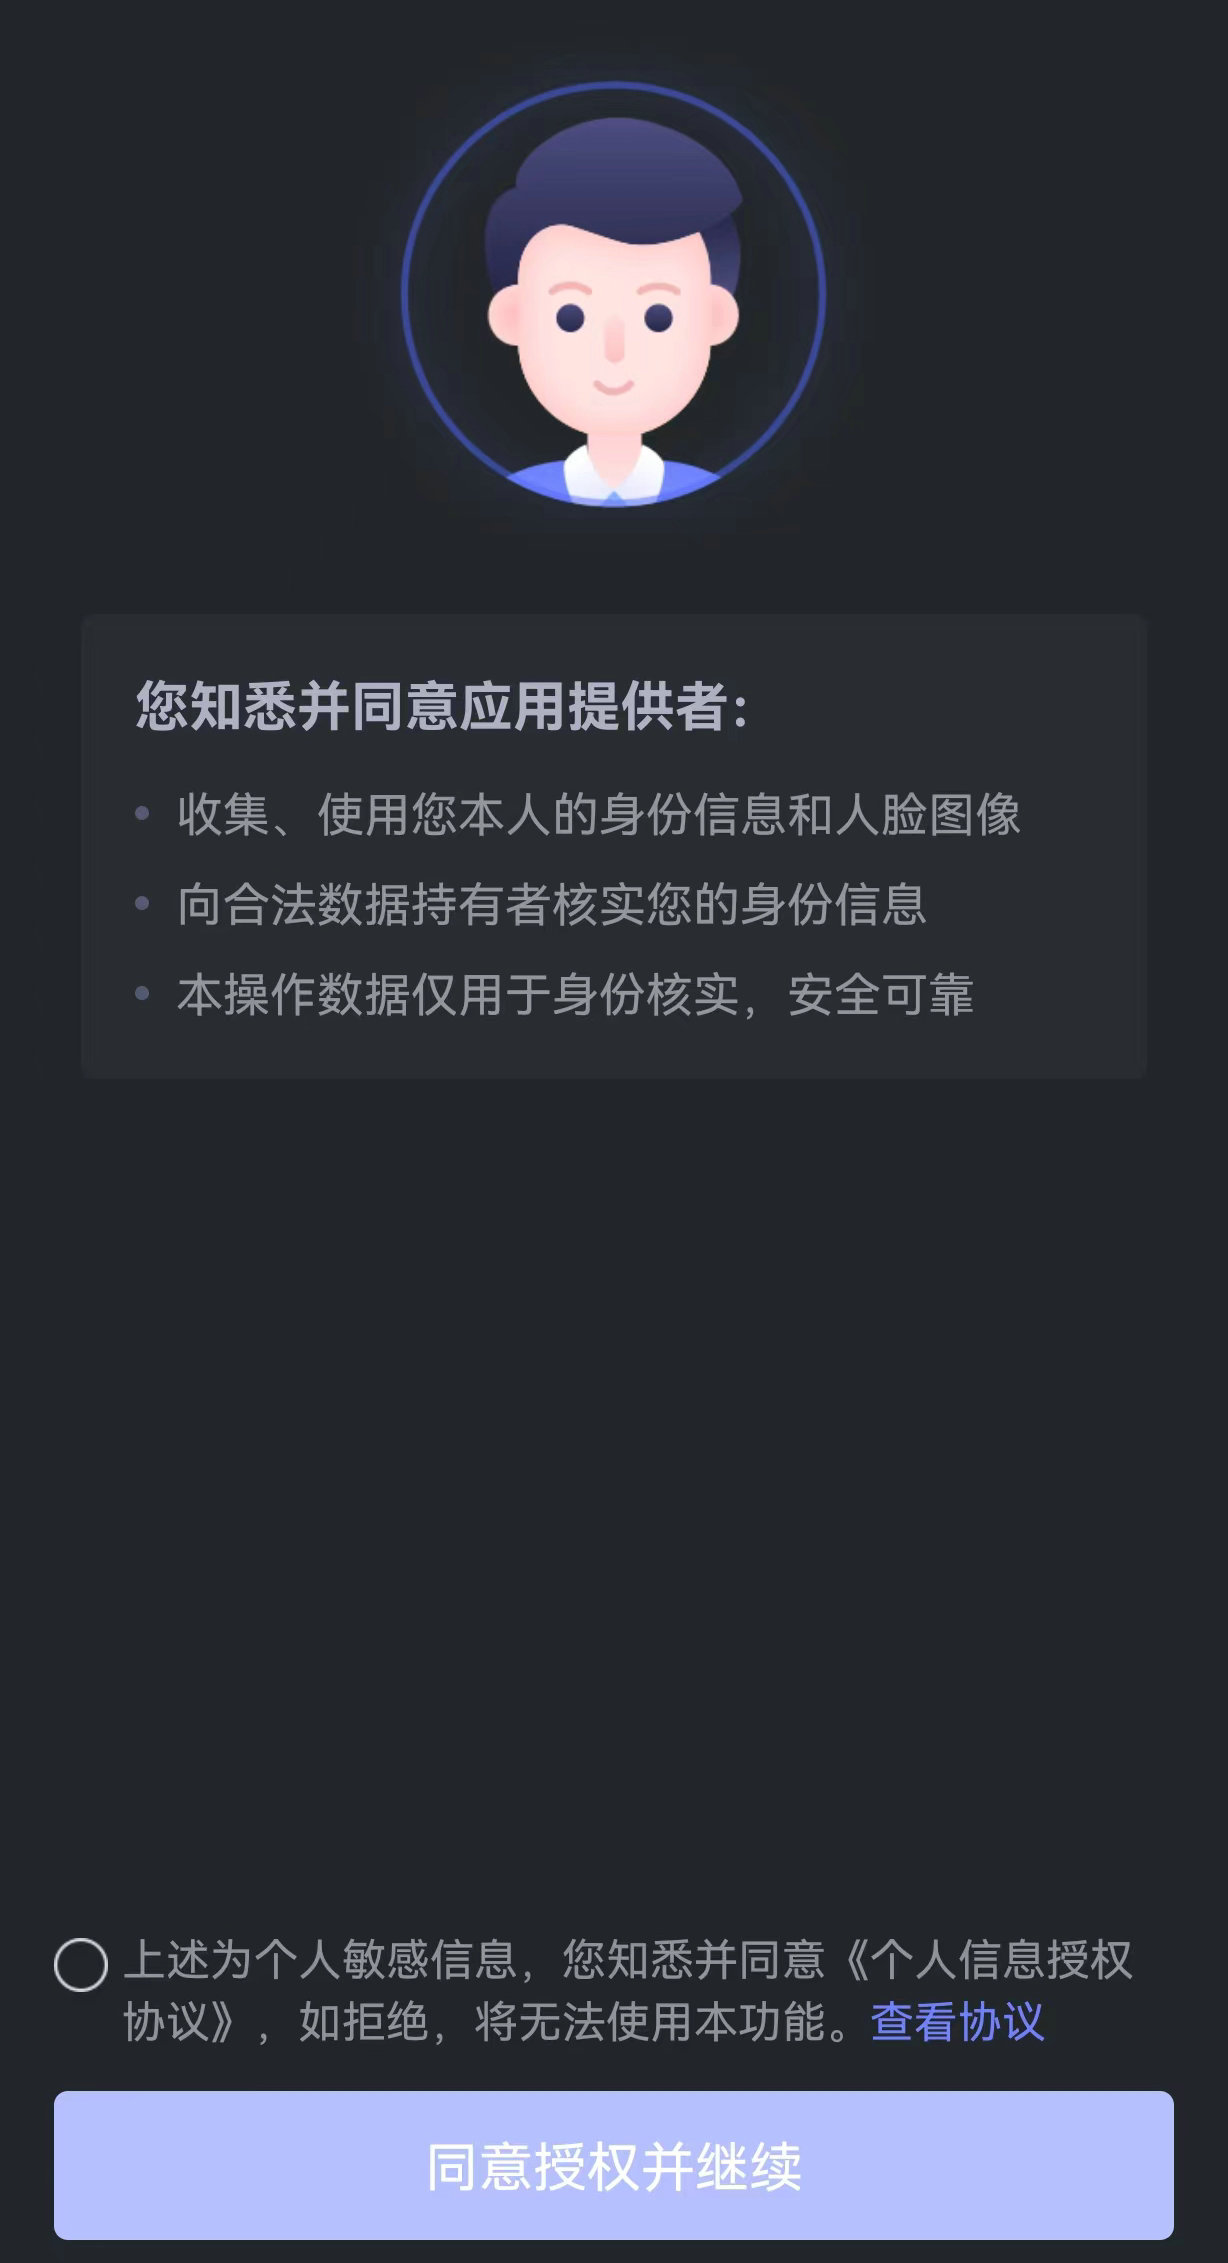 您知悉并同意应用提供者：
收集、使用您本人的身份信息和人脸图像
向合法数据持有者核实您的身份信息
本操作数据仅用于身份核实，安全可靠
上述为个人敏感信息，您知悉并同意《个人信息授权
协议》，如拒绝，将无法使用本功能。查看协议
同意授权并继续